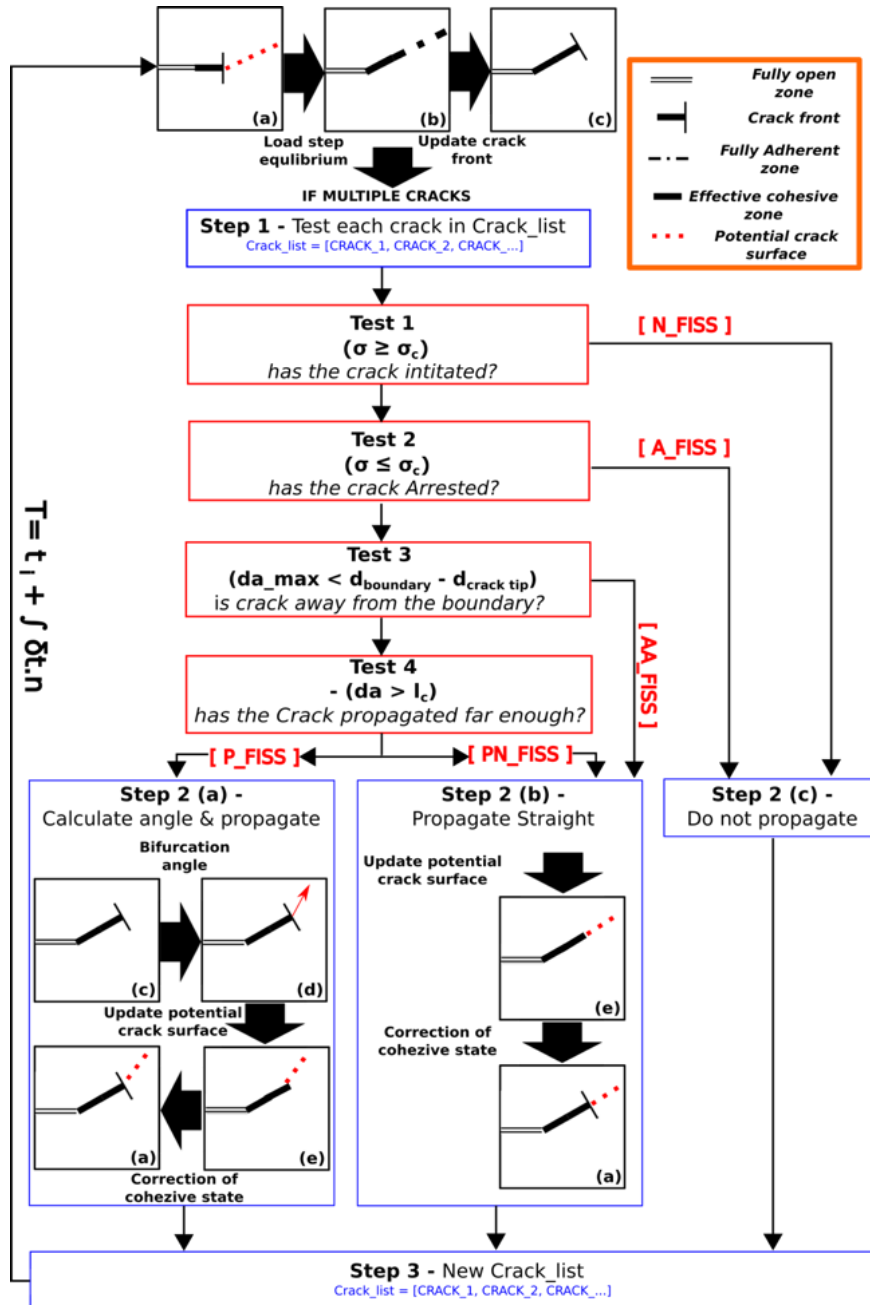 (a)
(b)
(c)
Load step
equlibrium
Update crack
front
Fully open
zone
Crack front
Fully Adherent
zone
Effective cohesive
zone
Potential crack
surface
IF MULTIPLE CRACKS
Step 1 - Test each crack in Crack_list
Crack_list = [CRACK_1, CRACK_2, CRACK_...]
Test 1
(σ ≥ σc)
has the crack intitated?
[ N_FISS ]
Test 2
(σ ≤ σc)
has the crack Arrested?
[ A_FISS ]
Test 3
(da_max < dboundary - dcrack tip)
is crack away from the boundary?
[ AA_FISS ]
Test 4
- (da > lc)
has the Crack propagated far enough?
[ P_FISS ]
[ PN_FISS ]
T= t i + ∫ δt.n
Step 2 (a) -
Calculate angle & propagate
Bifurcation
angle
(c)
(d)
Update potential
crack surface
(a)
(e)
Correction of
cohezive state
Step 2 (b) -
Propagate Straight
Update potential
crack surface
(e)
Correction of
cohezive state
(a)
Step 2 (c) -
Do not propagate
Step 3 - New Crack_list
Crack_list = [CRACK_1, CRACK_2, CRACK_...]